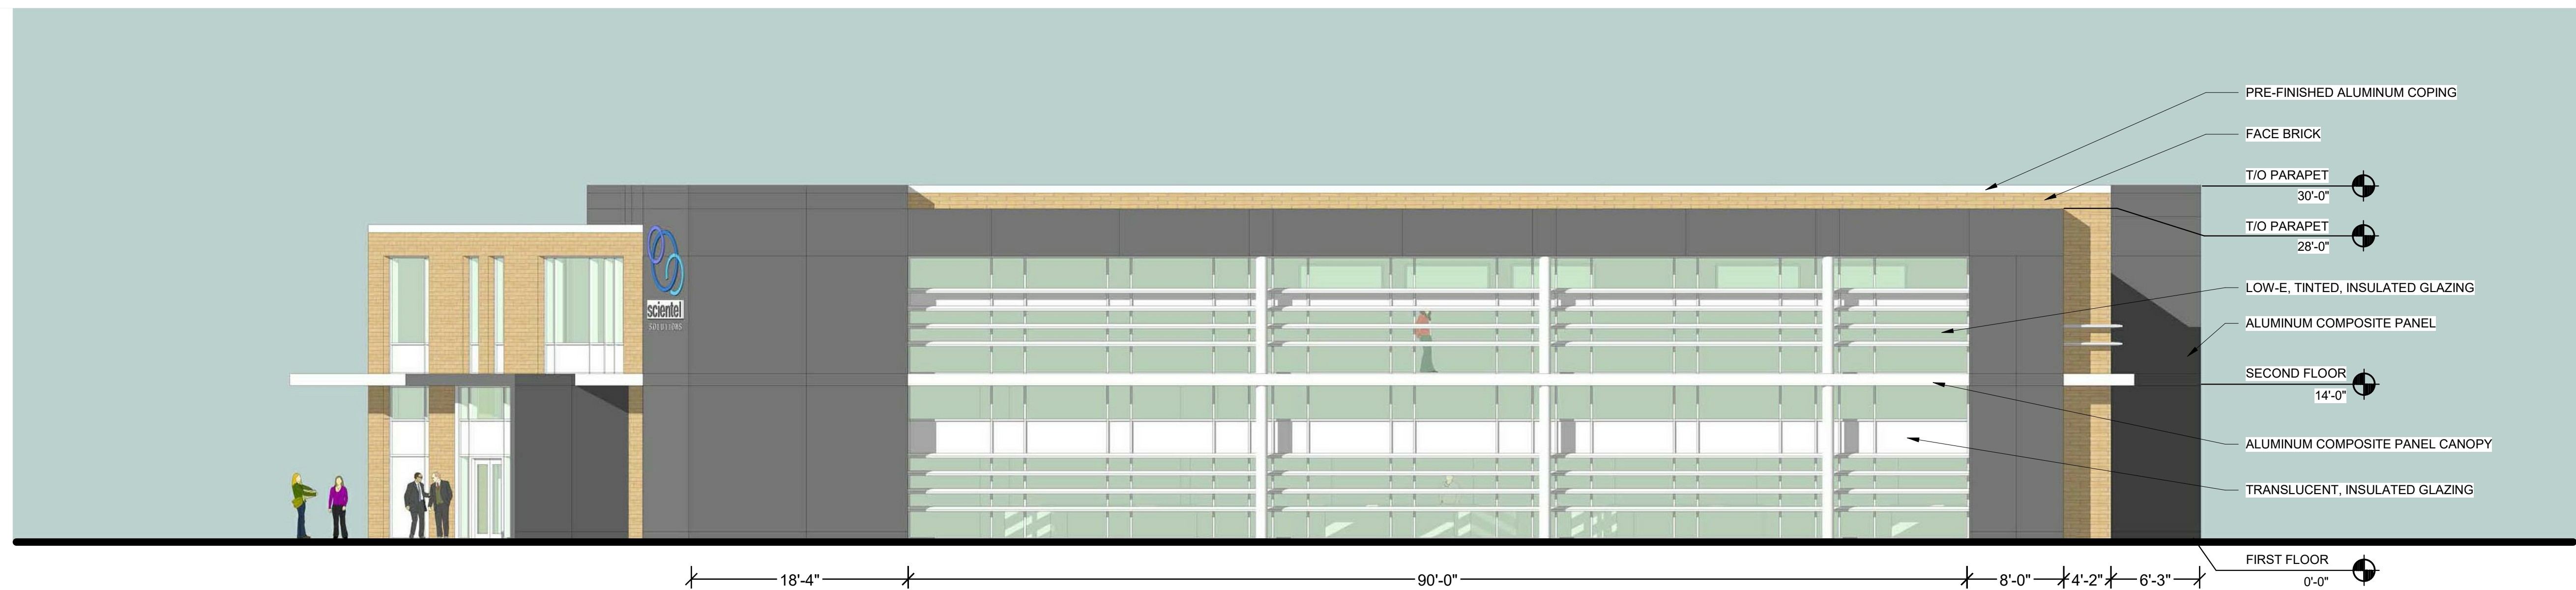 PRE-FINISHED ALUMINUM COPING
FACE BRICK
T/O PARAPET
30'-0"
T/O PARAPET
28'-0"
LOW-E, TINTED, INSULATED GLAZING
ALUMINUM COMPOSITE PANEL
SECOND FLOOR
14'-0"
ALUMINUM COMPOSITE PANEL CANOPY
TRANSLUCENT, INSULATED GLAZING
FIRST FLOOR
0'-0"
scientel
SOLUTIONS
18'-4" 90'-0" 8'-0" 4'-2" 6'-3"